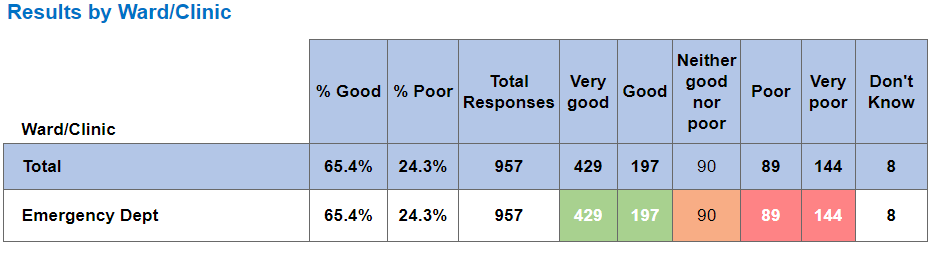 Results by Ward/Clinic
Ward/Clinic % Good % Poor Total Responses Very good Good Neither good nor poor Poor Very poor Don't Know
Total 65.4% 24.3% 957 429 197 90 89 144 8
Emergency Dept 65.4% 24.3% 957 429 197 90 89 144 8